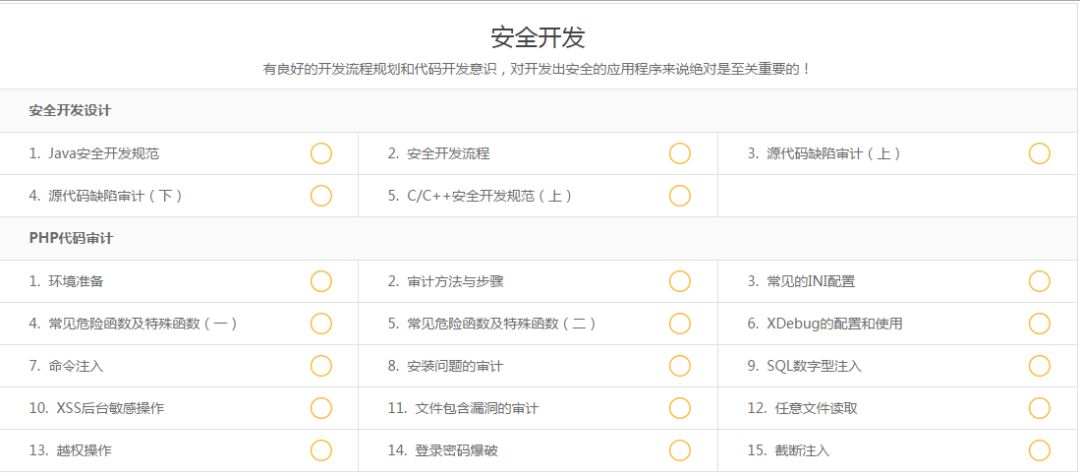 安全开发
有良好的开发流程规划和代码开发意识，对开发出安全的应用程序来说绝对是至关重要的！
安全开发设计
1. Java安全开发规范 2. 安全开发流程 3. 源代码缺陷审计（上）
4. 源代码缺陷审计（下） 5. C/C++安全开发规范（上）
PHP代码审计
1. 环境准备 2. 审计方法与步骤 3. 常见的INI配置
4. 常见危险函数及特殊函数（一） 5. 常见危险函数及特殊函数（二） 6. XDebug的配置和使用
7. 命令注入 8. 安装问题的审计 9. SQL数字型注入
10. XSS后台敏感操作 11. 文件包含漏洞的审计 12. 任意文件读取
13. 越权操作 14. 登录密码爆破 15. 截断注入